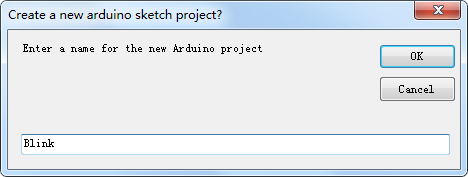 Create a new arduino sketch project?
Enter a name for the new Arduino project
OK
Cancel
Blink